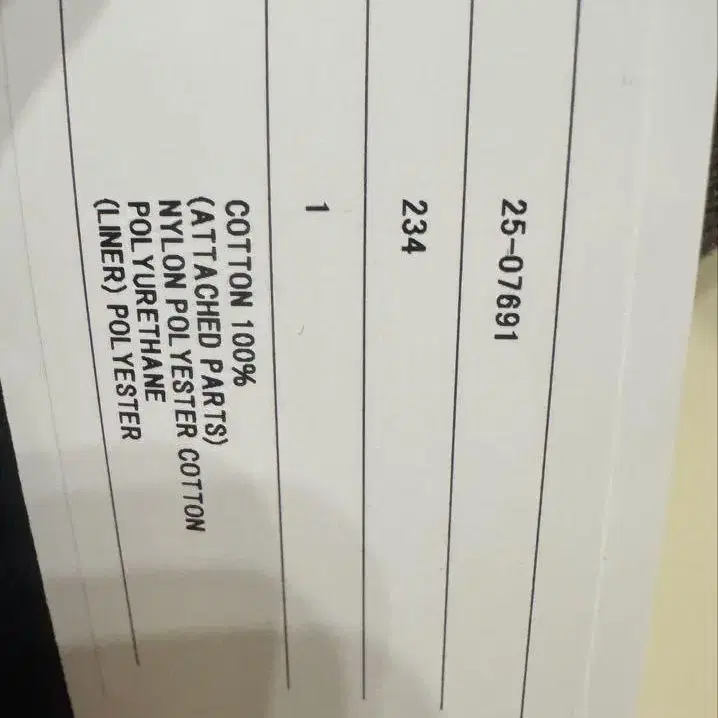 25-07691
234
1
COTTON 100%
(ATTACHED PARTS)
NYLON POLYESTER COTTON
POLYURETHANE
(LINER) POLYESTER